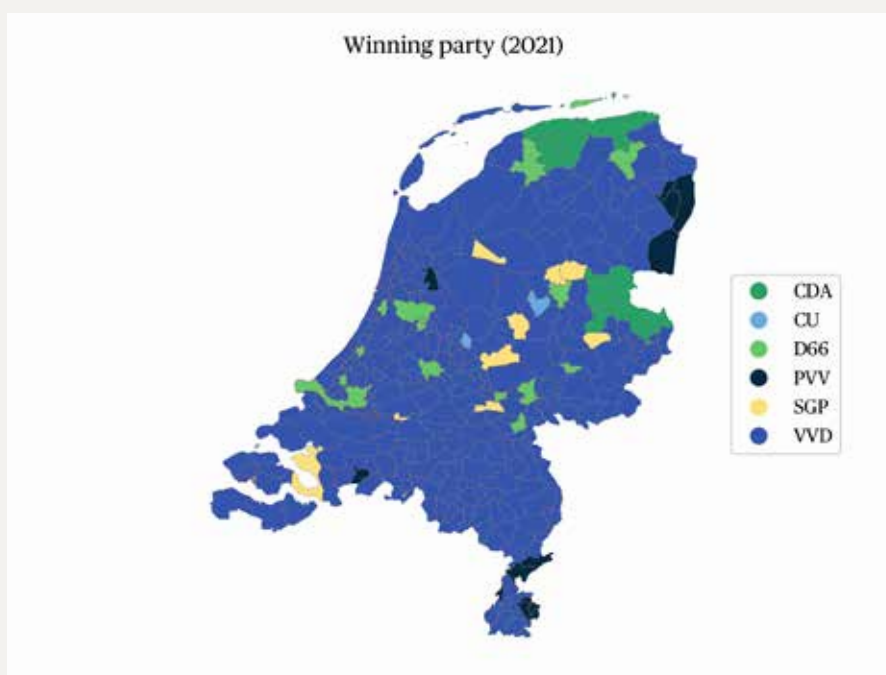 Winning party (2021)
CDA
CU
D66
PVV
SGP
VVD